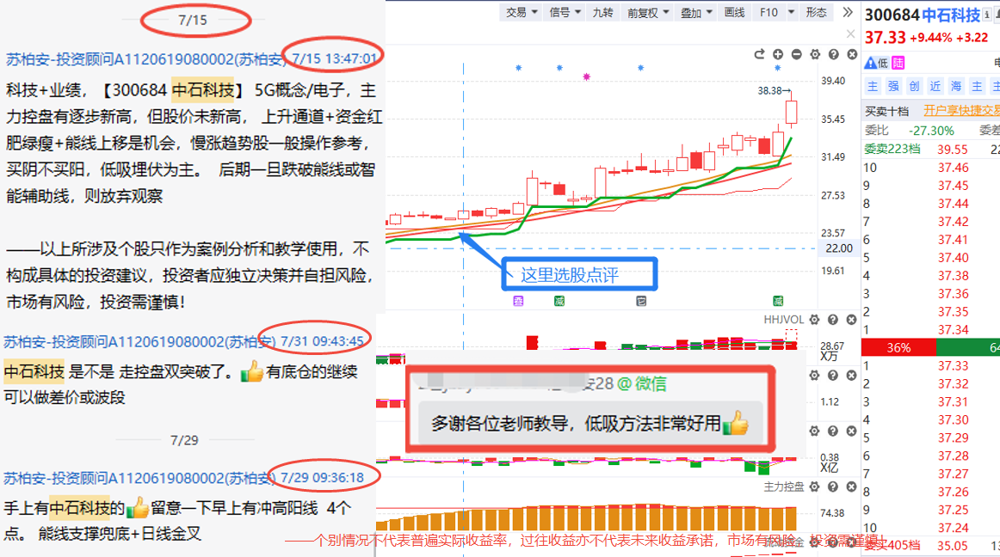 7/15
苏柏安-投资顾问A1120619080002(苏柏安) 7/15 13:47:01
科技+业绩，【300684 中石科技】 5G概念/电子，主
力控盘有逐步新高，但股价未新高， 上升通道+资金红
肥绿瘦+能线上移是机会，慢涨趋势股一般操作参考，
买阴不买阳，低吸埋伏为主。 后期一旦跌破能线或智
能辅助线，则放弃观察
——以上所涉及个股只作为案例分析和教学使用，不
构成具体的投资建议，投资者应独立决策并自担风险，
市场有风险，投资需谨慎！
苏柏安-投资顾问A1120619080002(苏柏安) 7/31 09:43:45
中石科技 是不是 走控盘双突破了。👍有底仓的继续
可以做差价或波段
7/29
苏柏安-投资顾问A1120619080002(苏柏安) 7/29 09:36:18
手上有中石科技的👍留意一下早上有冲高阳线 4个
点。 能线支撑兜底+日线金叉
交易 信号 九转 前复权 叠加 画线 F10 形态
38.38
39.40
35.45
31.49
27.53
23.57
22.00
19.61
这里选股点评
查 减 它 减
HHJVOL
28.67
X万
安28 @ 微信
多谢各位老师教导，低吸方法非常好用👍
1.12
0.38
X亿
主力控盘
74.38
——个别情况不代表普遍实际收益率，过往收益亦不代表未来收益承诺，市场有风险，投资需谨慎！
300684 中石科技
37.33 +9.44% +3.22
低 陆
主 强 创 近 海 主 主
买卖十档 开户享快捷交易
委比 -27.30% 委差
委卖223档 39.55 22
10 37.46
9 37.45
8 37.44
7 37.42
6 37.41
5 37.40
4 37.38
3 37.36
2 37.35
1 37.34
36% 64
1 37.33
2 37.32
3 37.31
4 37.30
5 37.29
6 37.28
7 37.27
8 37.26
9 37.25
10 37.24
委买405档 35.05 13